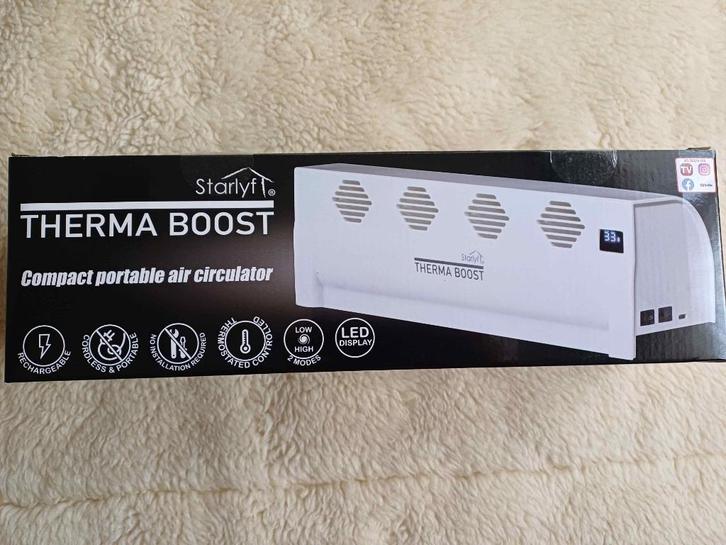 Starlyf ®
THERMA BOOST
Compact portable air circulator
RECHARGEABLE
CORDLESS & PORTABLE
NO INSTALLATION REQUIRED
THERMOSTATED CONTROLLED
LOW
HIGH
2 MODES
LED
DISPLAY
Starlyf
THERMA BOOST
33
TV